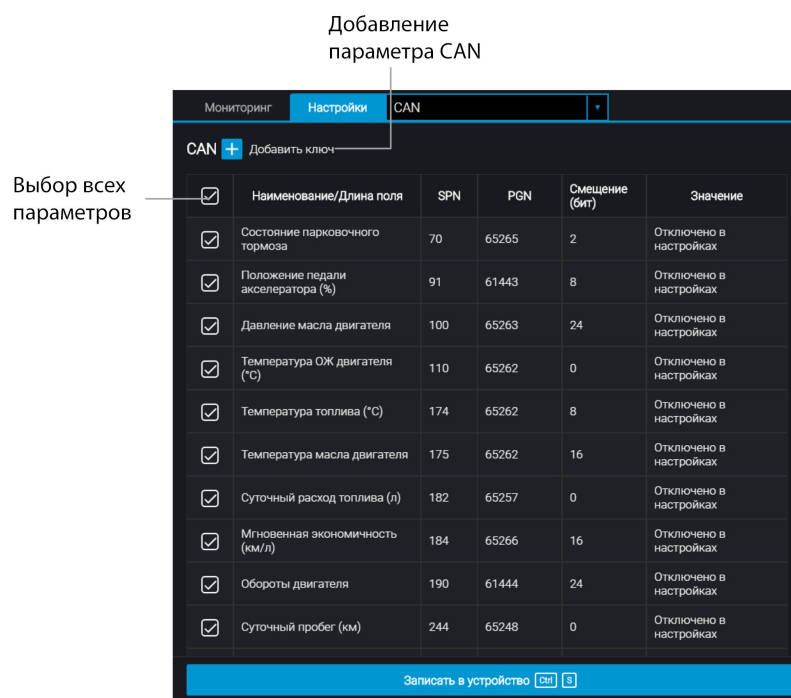 Добавление
параметра CAN
Мониторинг Настройки CAN
CAN + Добавить ключ
Выбор всех
параметров
Наименование/Длина поля SPN PGN Смещение (бит) Значение
Состояние парковочного тормоза 70 65265 2 Отключено в настройках
Положение педали акселератора (%) 91 61443 8 Отключено в настройках
Давление масла двигателя 100 65263 24 Отключено в настройках
Температура ОЖ двигателя (°C) 110 65262 0 Отключено в настройках
Температура топлива (°C) 174 65262 8 Отключено в настройках
Температура масла двигателя 175 65262 16 Отключено в настройках
Суточный расход топлива (л) 182 65257 0 Отключено в настройках
Мгновенная экономичность (км/л) 184 65266 16 Отключено в настройках
Обороты двигателя 190 61444 24 Отключено в настройках
Суточный пробег (км) 244 65248 0 Отключено в настройках
Записать в устройство Ctrl S